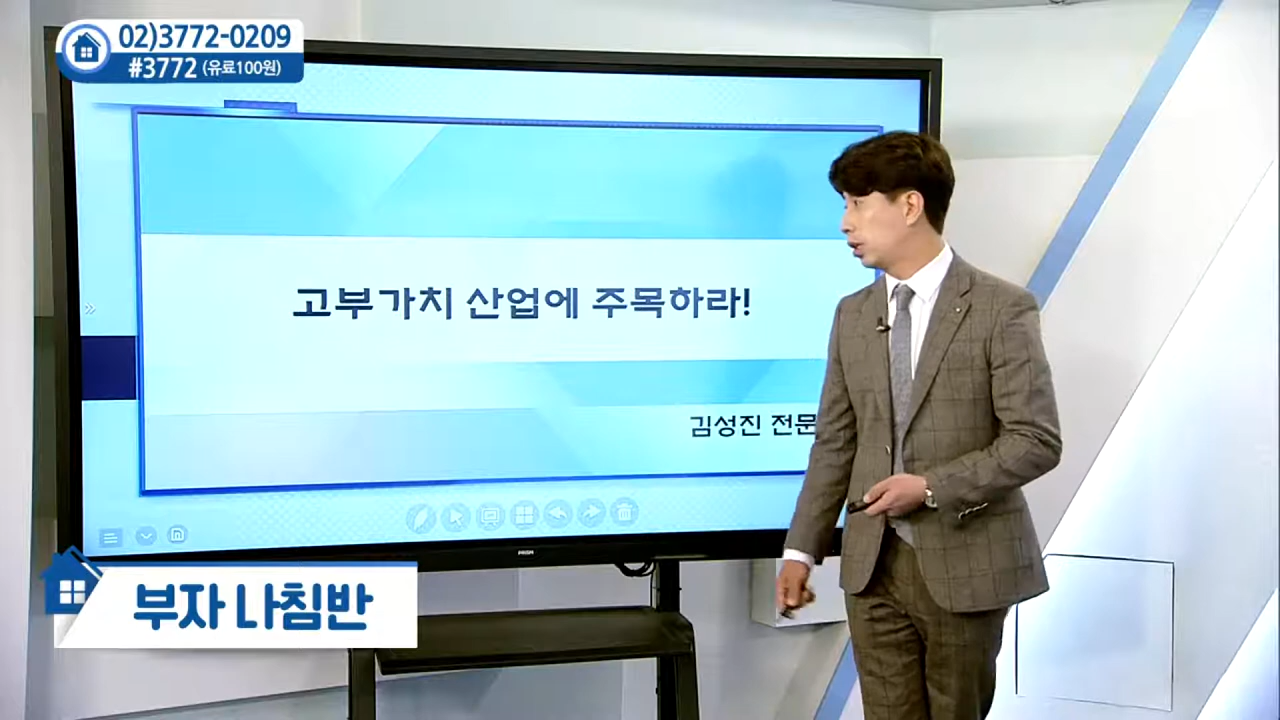 02)3772-0209
#3772 (유료100원)
고부가치 산업에 주목하라!
김성진 전문
PRISM
부자 나침반